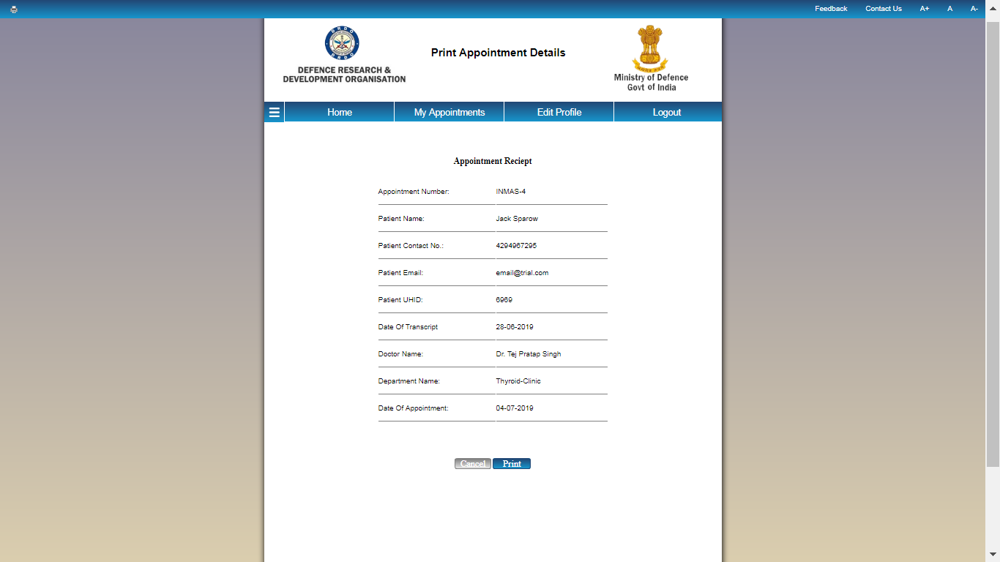 Feedback Contact Us A+ A A-
DRDO
DRDO
DEFENCE RESEARCH &
DEVELOPMENT ORGANISATION
Print Appointment Details
Ministry of Defence
Govt of India
Home My Appointments Edit Profile Logout
Appointment Reciept
Appointment Number: INMAS-4
Patient Name: Jack Sparow
Patient Contact No.: 4294967295
Patient Email: email@trial.com
Patient UHID: 6969
Date Of Transcript 28-06-2019
Doctor Name: Dr. Tej Pratap Singh
Department Name: Thyroid-Clinic
Date Of Appointment: 04-07-2019
Cancel Print